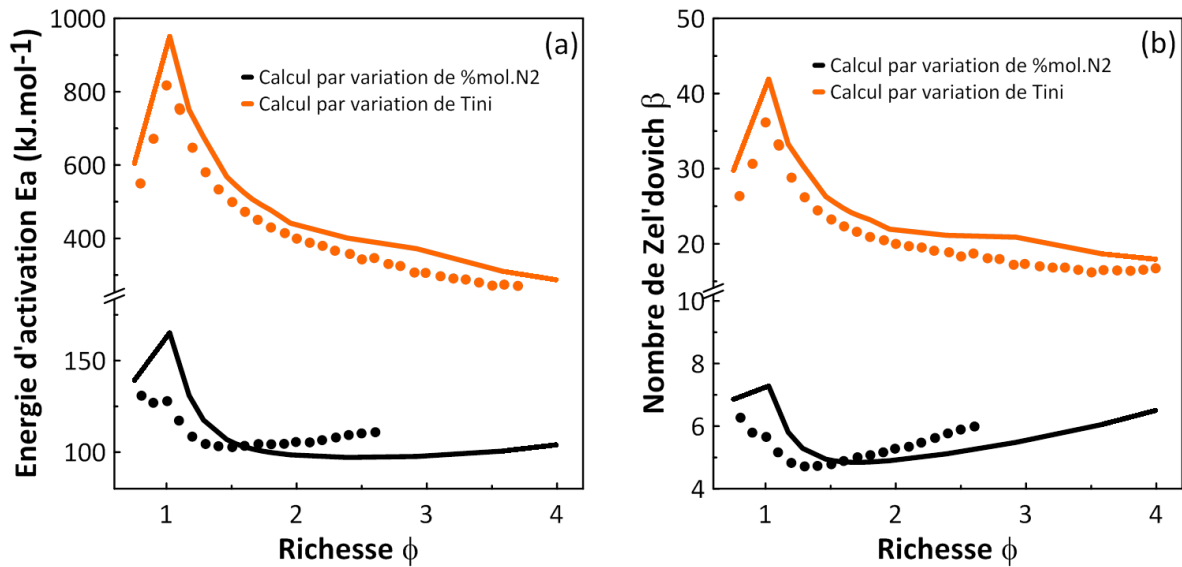 (a)
Energie d'activation Ea (kJ.mol-1)
1000
800
600
400
150
100
Calcul par variation de %mol.N2
Calcul par variation de Tini
1 2 3 4
Richesse ϕ
(b)
Nombre de Zel'dovich β
50
40
30
20
10
8
6
4
Calcul par variation de %mol.N2
Calcul par variation de Tini
1 2 3 4
Richesse ϕ